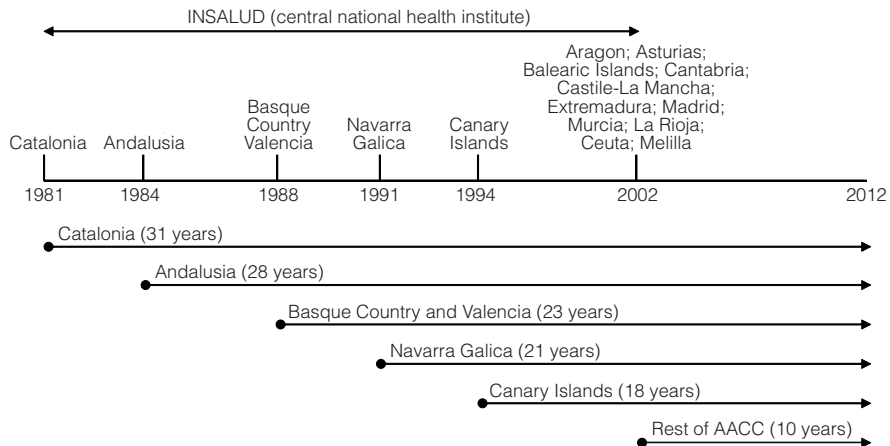 INSALUD (central national health institute)
Aragon; Asturias;
Balearic Islands; Cantabria;
Castile-La Mancha;
Extremadura; Madrid;
Murcia; La Rioja;
Ceuta; Melilla
Basque
Country
Valencia
Navarra
Galica
Canary
Islands
Catalonia
Andalusia
1981
1984
1988
1991
1994
2002
2012
Catalonia (31 years)
Andalusia (28 years)
Basque Country and Valencia (23 years)
Navarra Galica (21 years)
Canary Islands (18 years)
Rest of AACC (10 years)